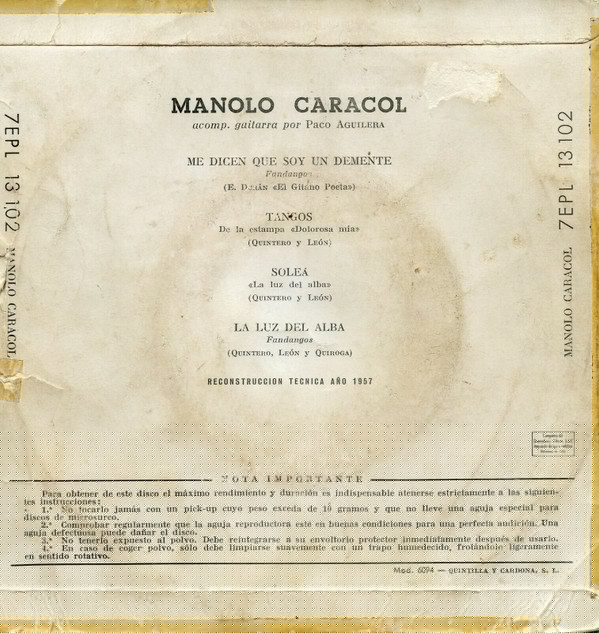 MANOLO CARACOL
acomp. guitarra por PACO AGUILERA
ME DICEN QUE SOY UN DEMENTE
Fandangos
(E. «El Gitano Poeta»)
TANGOS
De la estampa «Dolorosa mía»
(QUINTERO y LEÓN)
SOLEÁ
«La luz del alba»
(QUINTERO y LEÓN)
LA LUZ DEL ALBA
Fandangos
(QUINTERO, LEÓN y QUIROGA)
RECONSTRUCCION TECNICA AÑO 1957
7EPL 13102
MANOLO CARACOL
7EPL 13102
MANOLO CARACOL
NOTA IMPORTANTE
Para obtener de este disco el máximo rendimiento y duración es indispensable atenerse estrictamente a las siguien-
tes instrucciones:
1.ª No tocarlo jamás con un pick-up cuyo peso exceda de 10 gramos y que no lleve una aguja especial para
discos de microsurco.
2.ª Comprobar regularmente que la aguja reproductora esté en buenas condiciones para una perfecta audición. Una
aguja defectuosa puede dañar el disco.
3.ª No tenerlo expuesto al polvo. Debe reintegrarse a su envoltorio protector inmediatamente después de usarlo.
4.ª En caso de coger polvo, sólo debe limpiarse suavemente con un trapo humedecido, frotándolo ligeramente
en sentido rotativo.
Mod. 6094 — QUINTILLA Y CARDONA, S. L.